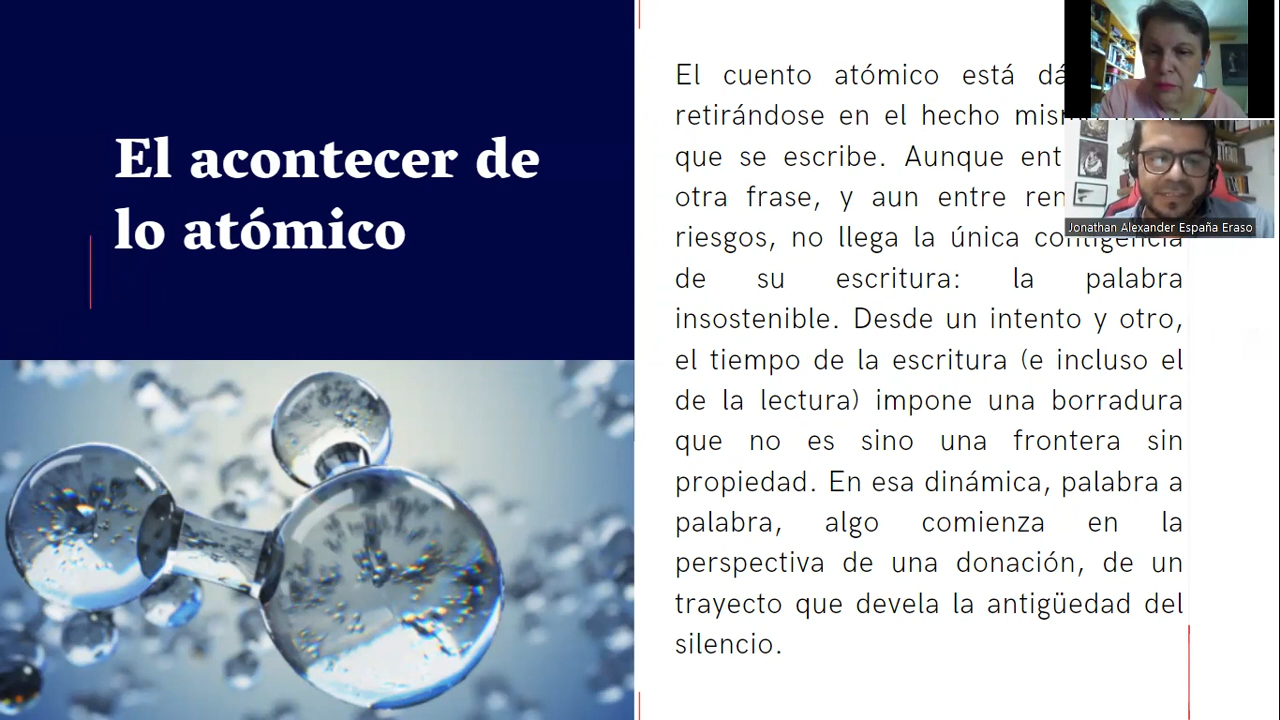 El acontecer de
lo atómico
El cuento atómico está
retirándose en el hecho
que se escribe. Aunque
otra frase, y aun entre
riesgos, no llega la única contigencia
de su escritura: la palabra
insostenible. Desde un intento y otro,
el tiempo de la escritura (e incluso el
de la lectura) impone una borradura
que no es sino una frontera sin
propiedad. En esa dinámica, palabra a
palabra, algo comienza en la
perspectiva de una donación, de un
trayecto que devela la antigüedad del
silencio.
Jonathan Alexander España Eraso